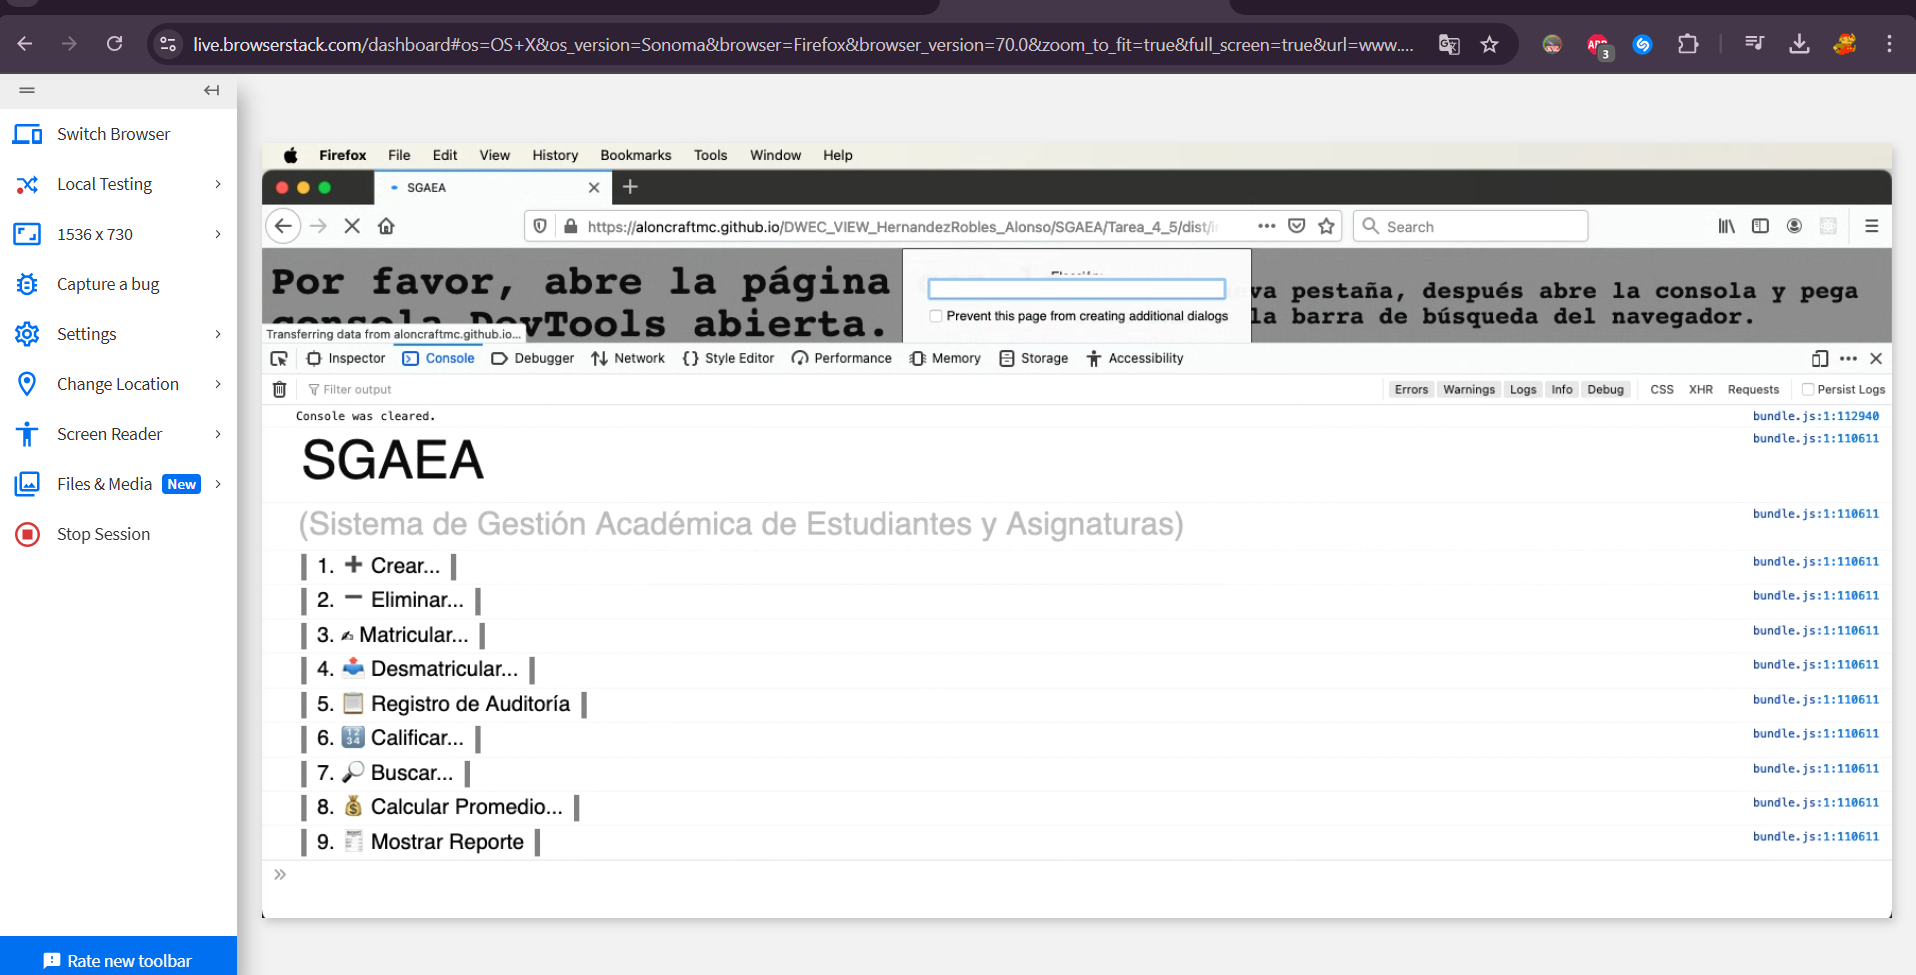 live.browserstack.com/dashboard#os=OS+X&os_version=Sonoma&browser=Firefox&browser_version=70.0&zoom_to_fit=true&full_screen=true&url=www....
3
Switch Browser
Local Testing
1536 x 730
Capture a bug
Settings
Change Location
Screen Reader
Files & Media New
Stop Session
Rate new toolbar
Firefox File Edit View History Bookmarks Tools Window Help
SGAEA
https://aloncraftmc.github.io/DWEC_VIEW_HernandezRobles_Alonso/SGAEA/Tarea_4_5/dist/
Search
Por favor, abre la página
va pestaña, después abre la consola y pega
consola DevTools abierta.
la barra de búsqueda del navegador.
Prevent this page from creating additional dialogs
Transferring data from aloncraftmc.github.io...
Inspector Console Debugger Network Style Editor Performance Memory Storage Accessibility
Filter output
Errors Warnings Logs Info Debug CSS XHR Requests Persist Logs
Console was cleared. bundle.js:1:112940
SGAEA bundle.js:1:110611
(Sistema de Gestión Académica de Estudiantes y Asignaturas) bundle.js:1:110611
1. ➕ Crear... bundle.js:1:110611
2. ➖ Eliminar... bundle.js:1:110611
3. ✍ Matricular... bundle.js:1:110611
4. 📤 Desmatricular... bundle.js:1:110611
5. 📋 Registro de Auditoría bundle.js:1:110611
6. 🔢 Calificar... bundle.js:1:110611
7. 🔎 Buscar... bundle.js:1:110611
8. 💰 Calcular Promedio... bundle.js:1:110611
9. 🧾 Mostrar Reporte bundle.js:1:110611